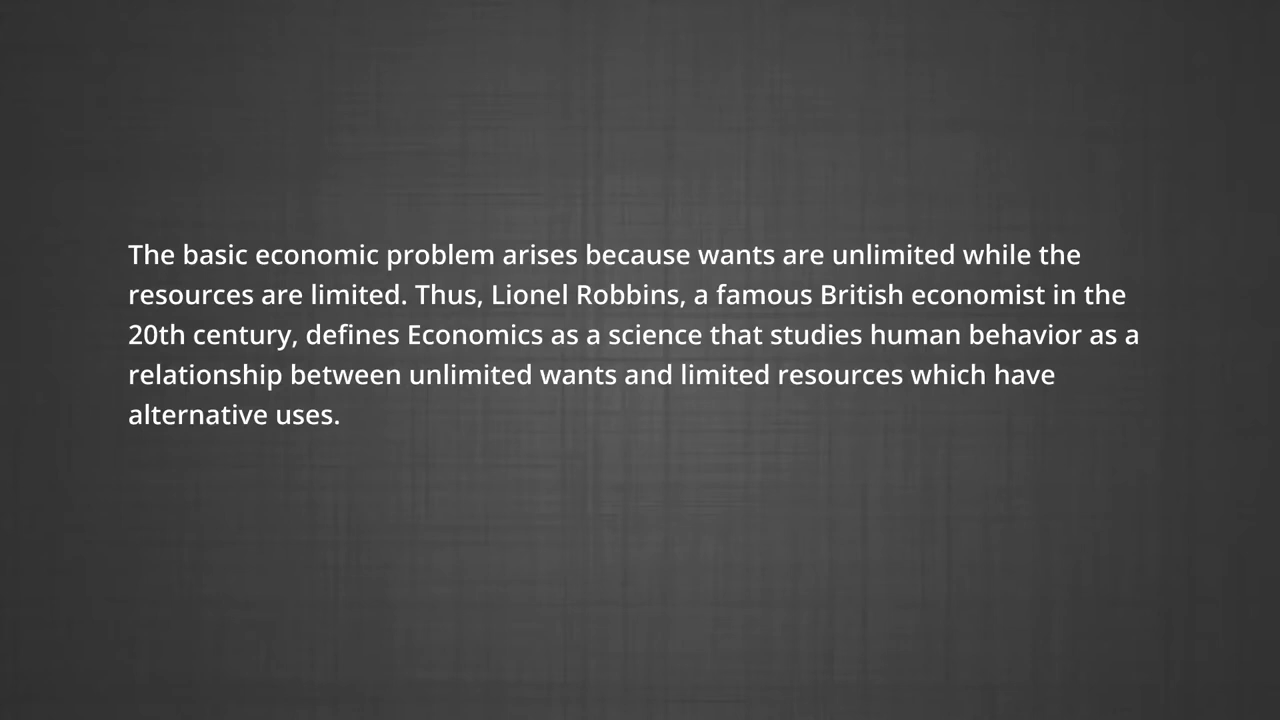 The basic economic problem arises because wants are unlimited while the
resources are limited. Thus, Lionel Robbins, a famous British economist in the
20th century, defines Economics as a science that studies human behavior as a
relationship between unlimited wants and limited resources which have
alternative uses.